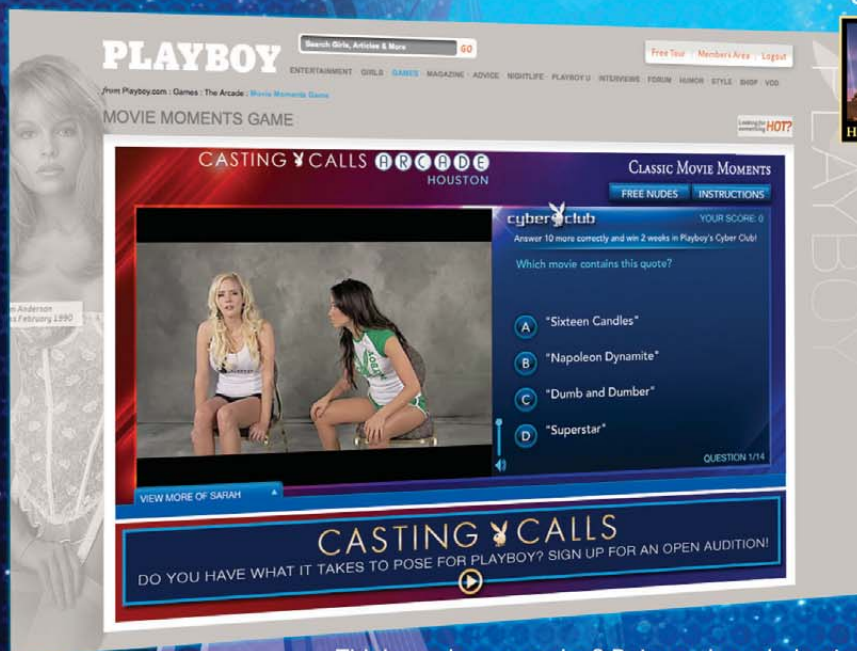 PLAYBOY
Search Girls, Articles & More GO
Free Tour Members Area Logout
ENTERTAINMENT GIRLS GAMES MAGAZINE ADVICE NIGHTLIFE PLAYBOY U INTERVIEWS FORUM HUMOR STYLE SHOP VOD
from Playboy.com : Games : The Arcade : Movie Moments Game
MOVIE MOMENTS GAME
Looking for something HOT?
CASTING CALLS ARCADE
HOUSTON
CLASSIC MOVIE MOMENTS
FREE NUDES INSTRUCTIONS
cyber club YOUR SCORE: 0
Answer 10 more correctly and win 2 weeks in Playboy's Cyber Club!
Which movie contains this quote?
A "Sixteen Candles"
B "Napoleon Dynamite"
C "Dumb and Dumber"
D "Superstar"
QUESTION 1/14
VIEW MORE OF SARAH
CASTING CALLS
DO YOU HAVE WHAT IT TAKES TO POSE FOR PLAYBOY? SIGN UP FOR AN OPEN AUDITION!
Anderson
February 1990
PLAYBOY
H